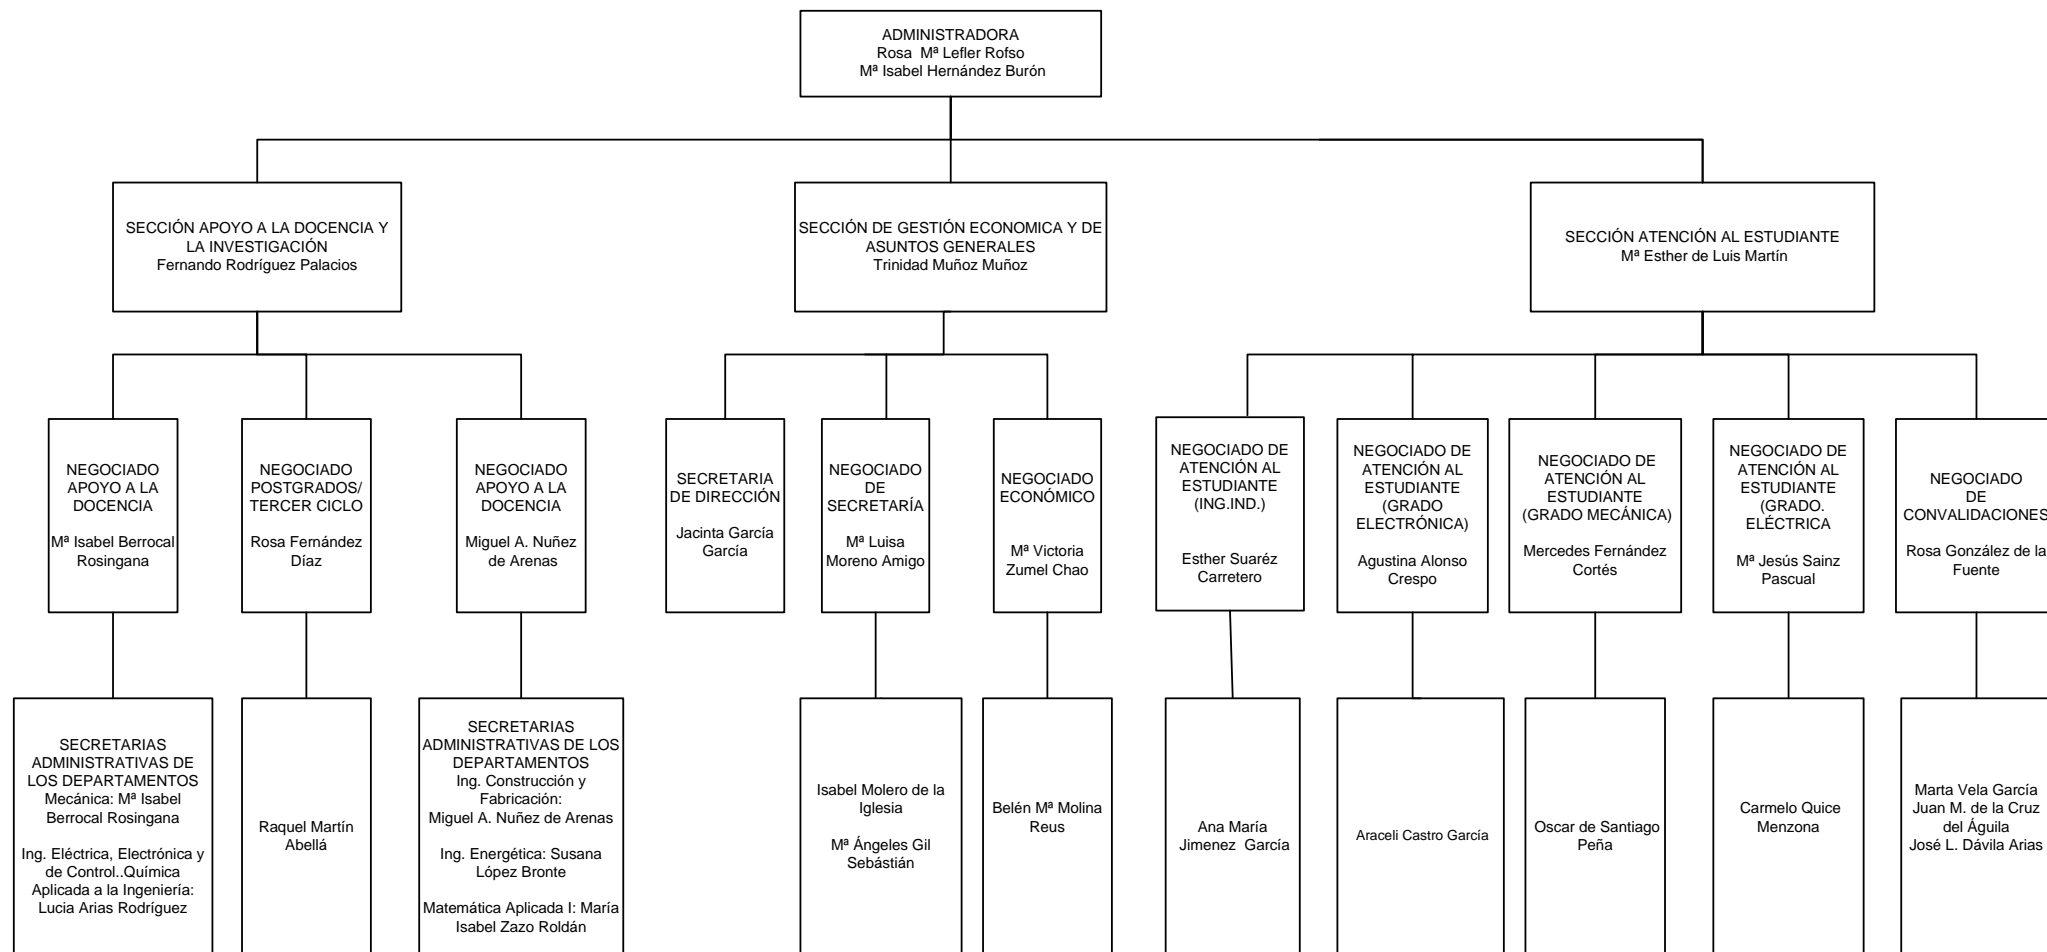 ADMINISTRADORA
Rosa Mª Lefler Rofso
Mª Isabel Hernández Burón
SECCIÓN APOYO A LA DOCENCIA Y
LA INVESTIGACIÓN
Fernando Rodríguez Palacios
SECCIÓN DE GESTIÓN ECONOMICA Y DE
ASUNTOS GENERALES
Trinidad Muñoz Muñoz
SECCIÓN ATENCIÓN AL ESTUDIANTE
Mª Esther de Luis Martín
NEGOCIADO
APOYO A LA
DOCENCIA
Mª Isabel Berrocal
Rosingana
NEGOCIADO
POSTGRADOS/
TERCER CICLO
Rosa Fernández
Díaz
NEGOCIADO
APOYO A LA
DOCENCIA
Miguel A. Nuñez
de Arenas
SECRETARIA
DE DIRECCIÓN
Jacinta García
García
NEGOCIADO
DE
SECRETARÍA
Mª Luisa
Moreno Amigo
NEGOCIADO
ECONÓMICO
Mª Victoria
Zumel Chao
NEGOCIADO DE
ATENCIÓN AL
ESTUDIANTE
(ING.IND.)
Esther Suaréz
Carretero
NEGOCIADO DE
ATENCIÓN AL
ESTUDIANTE
(GRADO
ELECTRÓNICA)
Agustina Alonso
Crespo
NEGOCIADO DE
ATENCIÓN AL
ESTUDIANTE
(GRADO MECÁNICA)
Mercedes Fernández
Cortés
NEGOCIADO DE
ATENCIÓN AL
ESTUDIANTE
(GRADO.
ELÉCTRICA
Mª Jesús Sainz
Pascual
NEGOCIADO
DE
CONVALIDACIONES
Rosa González de la
Fuente
SECRETARIAS
ADMINISTRATIVAS DE
LOS DEPARTAMENTOS
Mecánica: Mª Isabel
Berrocal Rosingana
Ing. Eléctrica, Electrónica y
de Control..Química
Aplicada a la Ingeniería:
Lucia Arias Rodríguez
Raquel Martín
Abellá
SECRETARIAS
ADMINISTRATIVAS DE LOS
DEPARTAMENTOS
Ing. Construcción y
Fabricación:
Miguel A. Nuñez de Arenas
Ing. Energética: Susana
López Bronte
Matemática Aplicada I: María
Isabel Zazo Roldán
Isabel Molero de la
Iglesia
Mª Ángeles Gil
Sebástián
Belén Mª Molina
Reus
Ana María
Jimenez García
Araceli Castro García
Oscar de Santiago
Peña
Carmelo Quice
Menzona
Marta Vela García
Juan M. de la Cruz
del Águila
José L. Dávila Arias